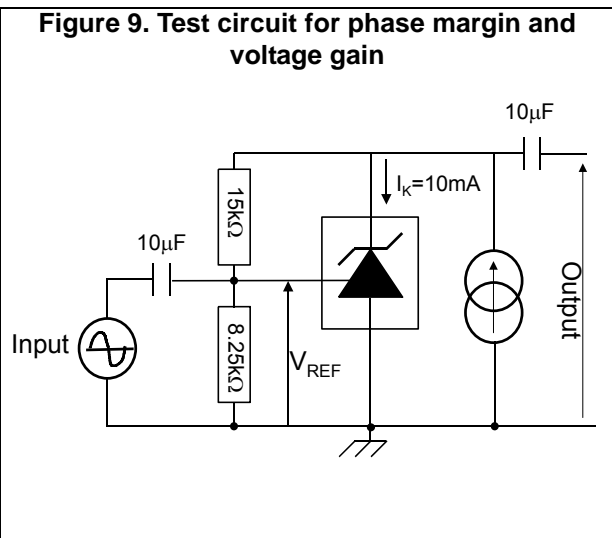 Figure 9. Test circuit for phase margin and
voltage gain
10μF
15kΩ
I_K=10mA
10μF
Input
8.25kΩ
V_REF
Output